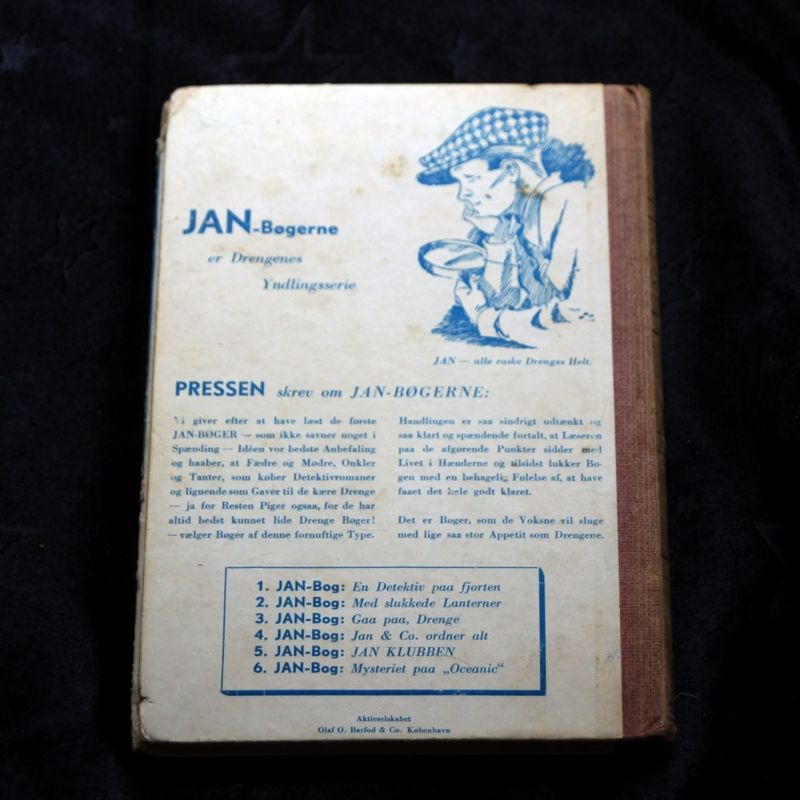 JAN-Bøgerne
er Drengenes
Yndlingsserie
JAN — alle raske Drenges Helt.
PRESSEN skrev om JAN-BØGERNE:
Vi giver efter at have læst de første
JAN-BØGER — som ikke savner noget i
Spænding — Idéen vor bedste Anbefaling
og haaber, at Fædre og Mødre, Onkler
og Tanter, som køber Detektivromaner
og lignende som Gaver til de kære Drenge
— ja for Resten Piger ogsaa, for de har
altid bedst kunnet lide Drenge Bøger!
— vælger Bøger af denne fornuftige Type.
Handlingen er saa sindrigt udtænkt og
saa klart og spændende fortalt, at Læseren
paa de afgørende Punkter sidder med
Livet i Hænderne og tilsidst lukker Bo-
gen med en behagelig Følelse af, at have
faaet det hele godt klaret.
Det er Bøger, som de Voksne vil sluge
med lige saa stor Appetit som Drengene.
1. JAN-Bog: En Detektiv paa fjorten
2. JAN-Bog: Med slukkede Lanterner
3. JAN-Bog: Gaa paa, Drenge
4. JAN-Bog: Jan & Co. ordner alt
5. JAN-Bog: JAN KLUBBEN
6. JAN-Bog: Mysteriet paa „Oceanic“
Aktieselskabet
Olaf O. Barfod & Co. København